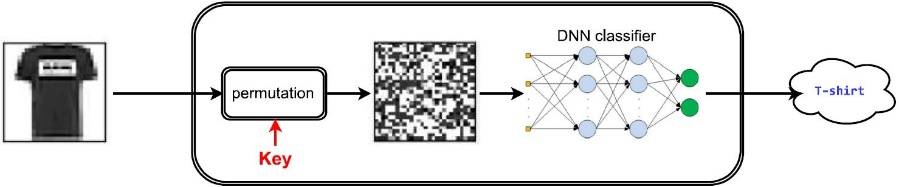 DNN classifier
permutation
Key
T-shirt